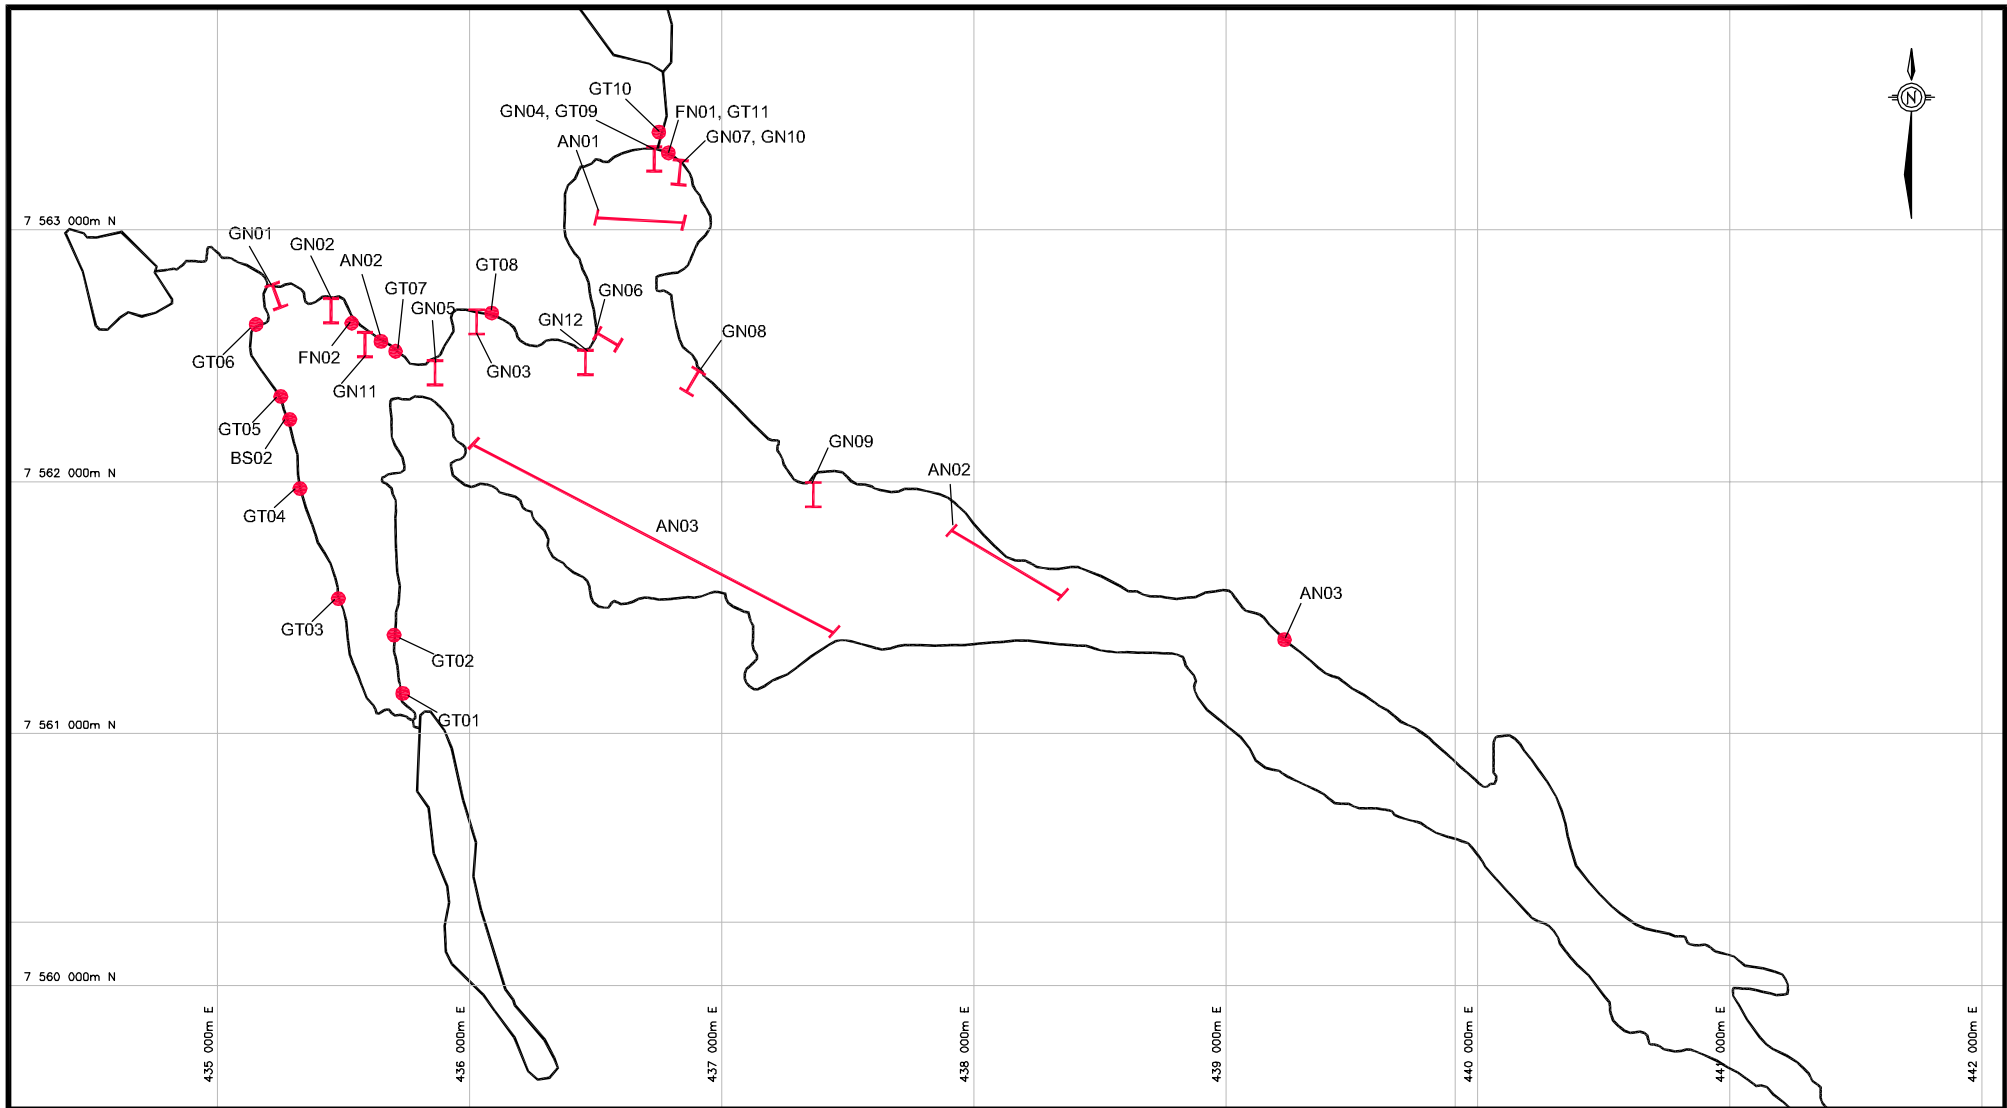 GT10
GN04, GT09
FN01, GT11
AN01
GN07, GN10
N
7 563 000m N
GN01
GN02
AN02
GT08
GT07
GN06
GN05
GN12
GN08
FN02
GT06
GN03
GN11
GT05
GN09
BS02
AN02
7 562 000m N
GT04
AN03
AN03
GT03
GT02
GT01
7 561 000m N
7 560 000m N
435 000m E
436 000m E
437 000m E
438 000m E
439 000m E
440 000m E
441 000m E
442 000m E